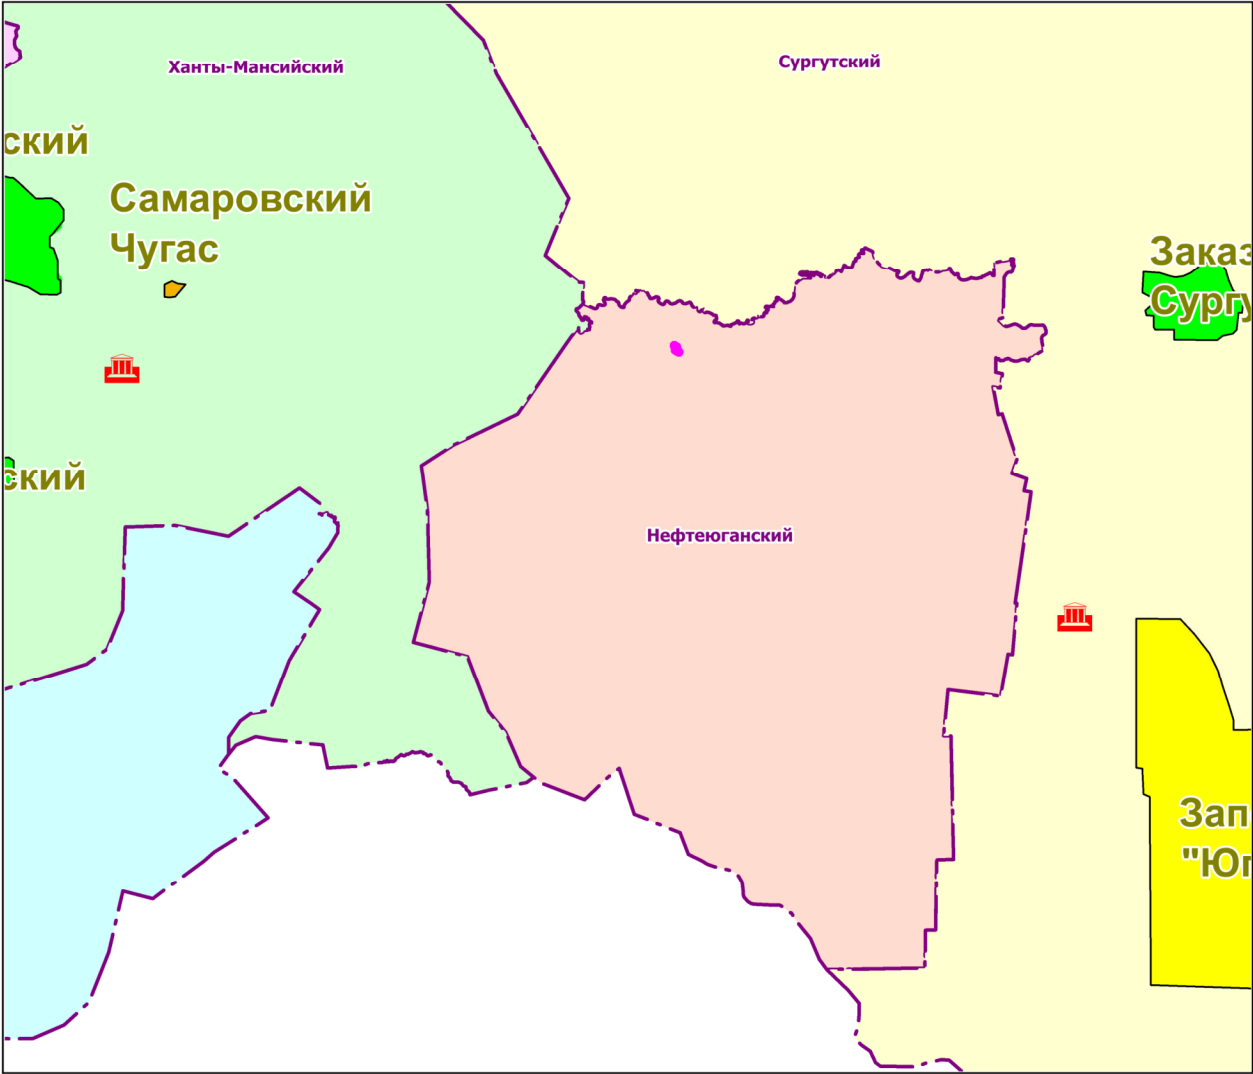 Ханты-Мансийский
Сургутский
ский
Самаровский
Чугас
Заказ
Сургу
ский
Нефтеюганский
Зап
"Юг